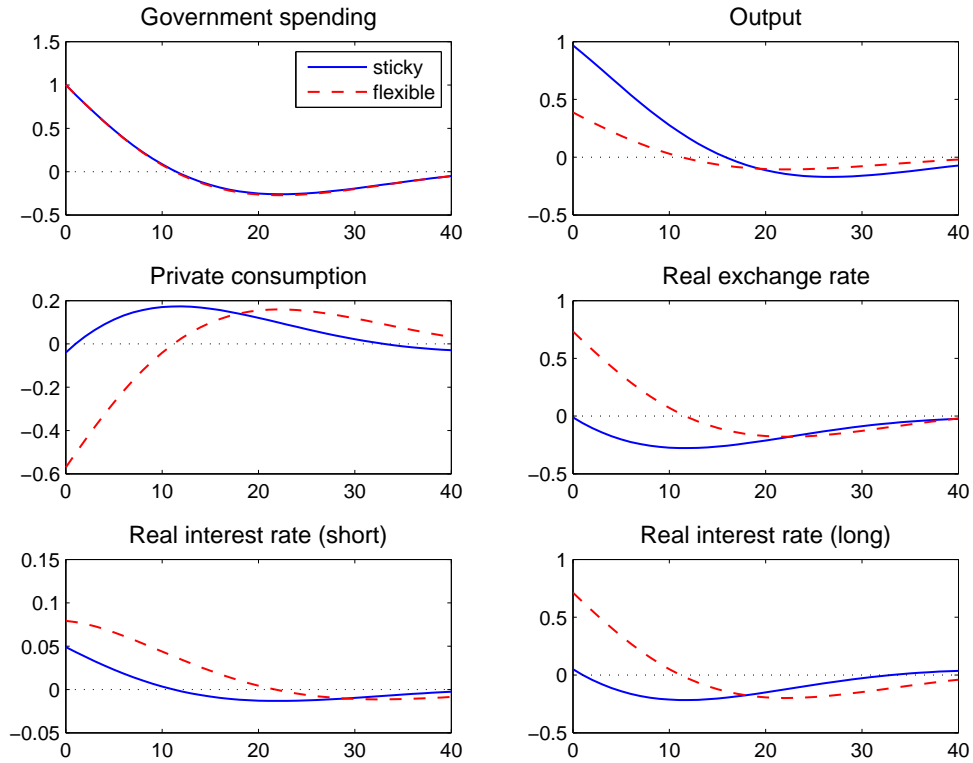 Government spending
1.5
1
0.5
0
−0.5
0 10 20 30 40
sticky
flexible
Output
1
0.5
0
−0.5
0 10 20 30 40
Private consumption
0.2
0
−0.2
−0.4
−0.6
0 10 20 30 40
Real exchange rate
1
0.5
0
−0.5
0 10 20 30 40
Real interest rate (short)
0.15
0.1
0.05
0
−0.05
0 10 20 30 40
Real interest rate (long)
1
0.5
0
−0.5
0 10 20 30 40